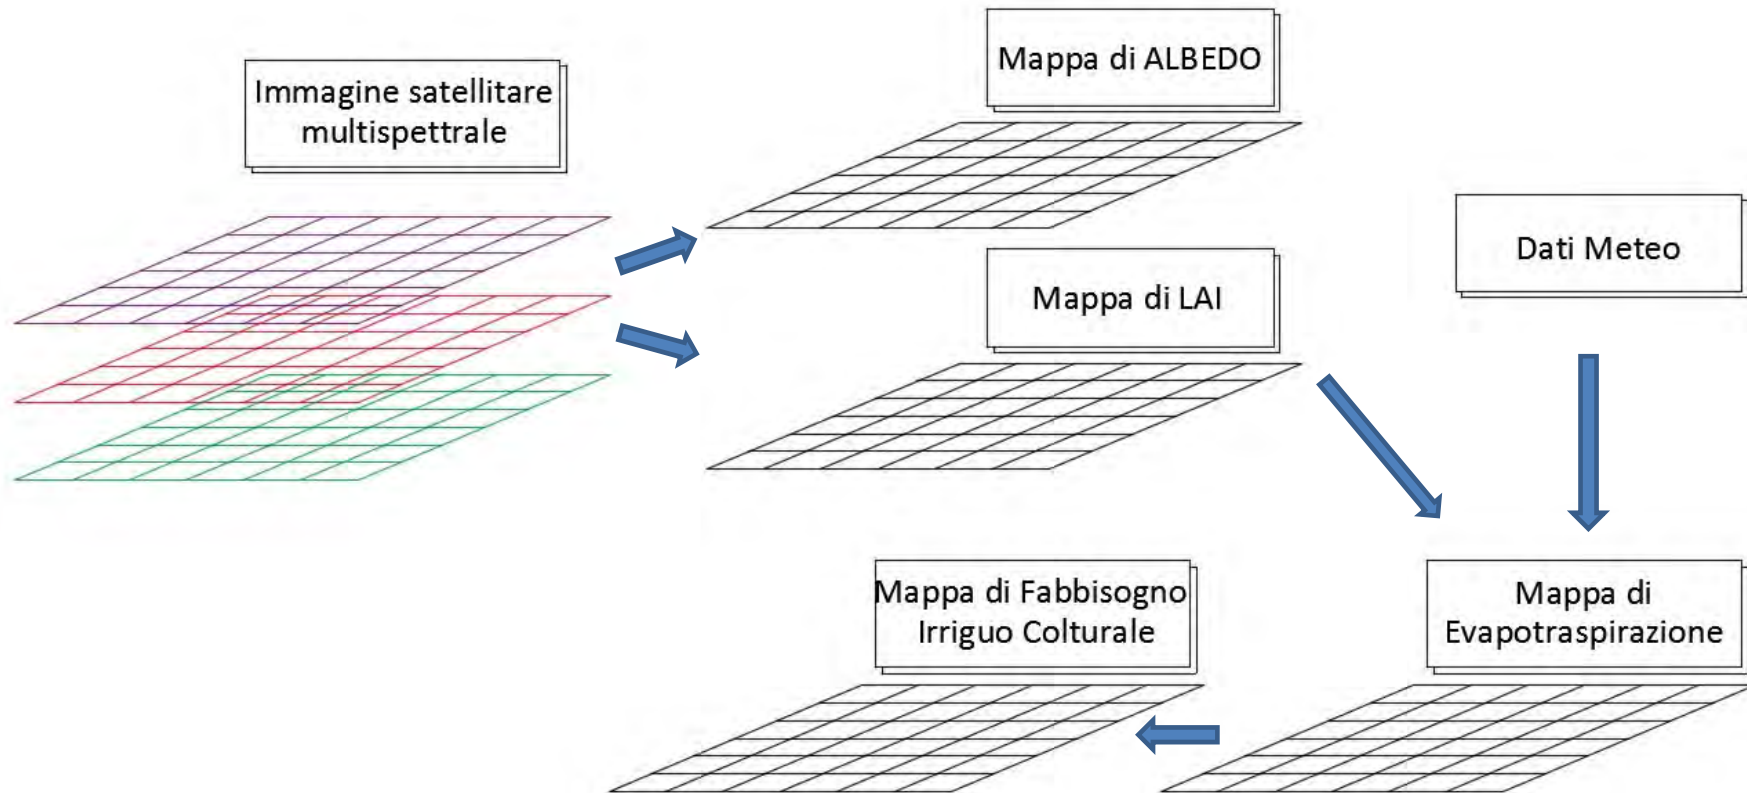 Immagine satellitare
multispettrale
Mappa di ALBEDO
Mappa di LAI
Dati Meteo
Mappa di Fabbisogno
Irriguo Colturale
Mappa di
Evapotraspirazione